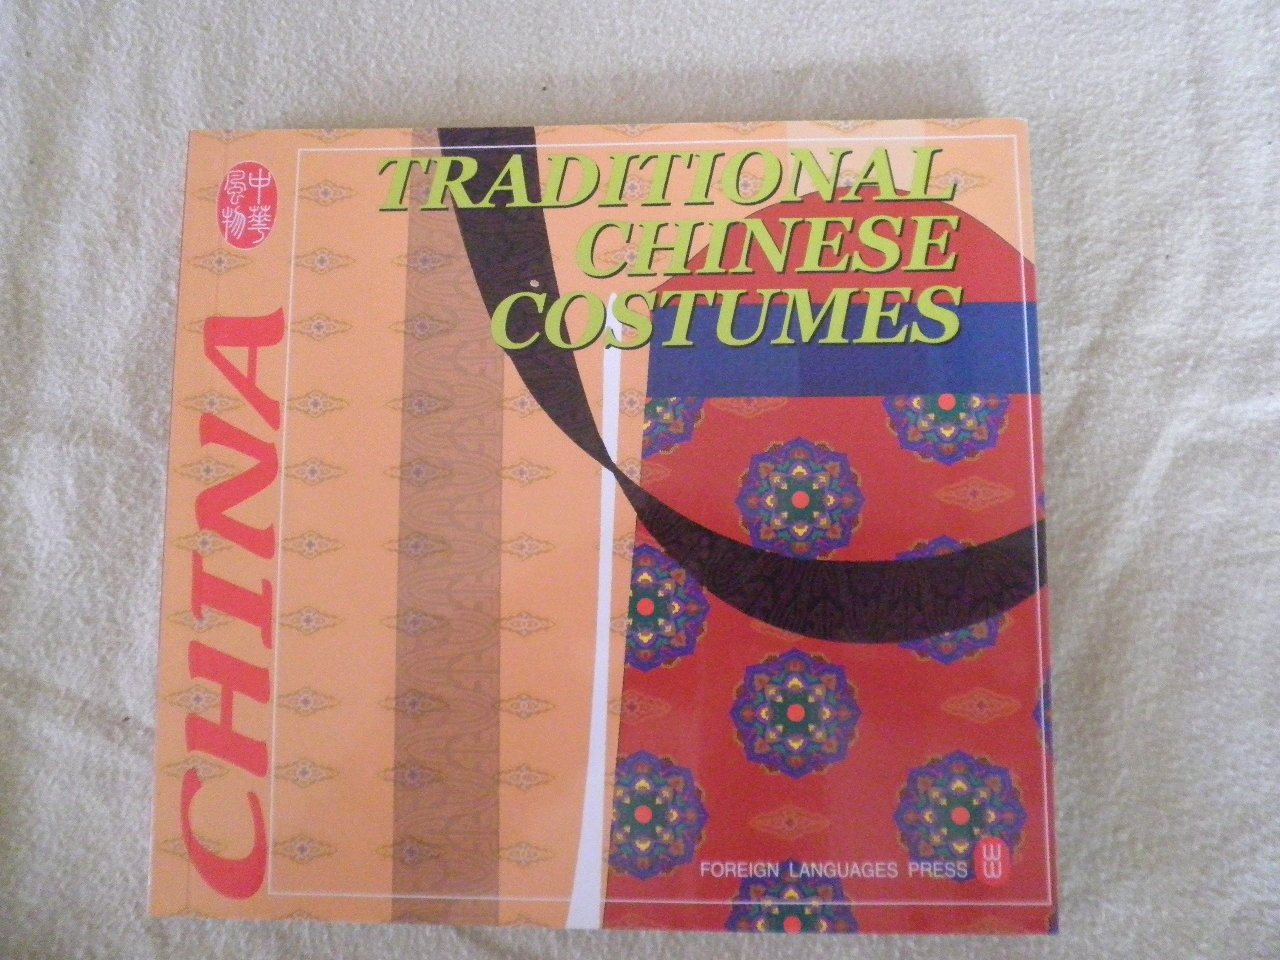 中華
風物
CHINA
TRADITIONAL
CHINESE
COSTUMES
FOREIGN LANGUAGES PRESS